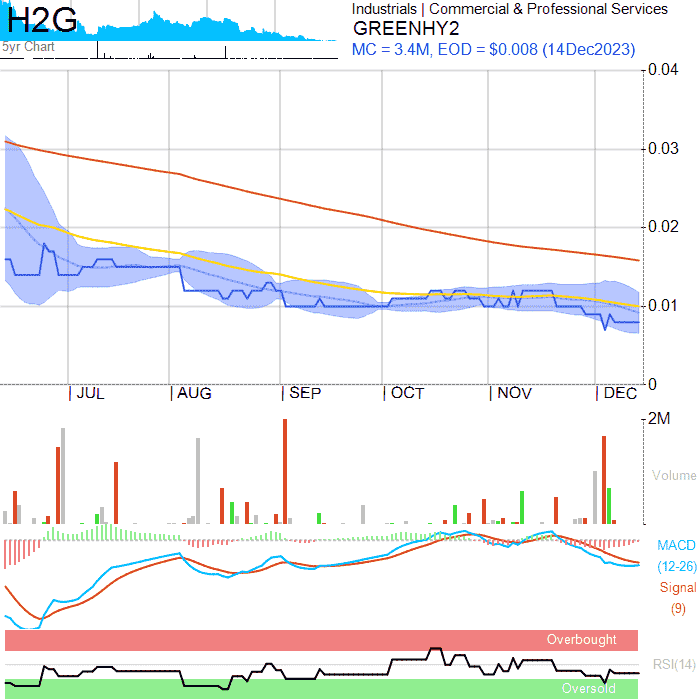 H2G
5yr Chart
Industrials | Commercial & Professional Services
GREENHY2
MC = 3.4M, EOD = $0.008 (14Dec2023)
0.04
0.03
0.02
0.01
0
JUL
AUG
SEP
OCT
NOV
DEC
2M
Volume
MACD
(12-26)
Signal
(9)
Overbought
RSI(14)
Oversold